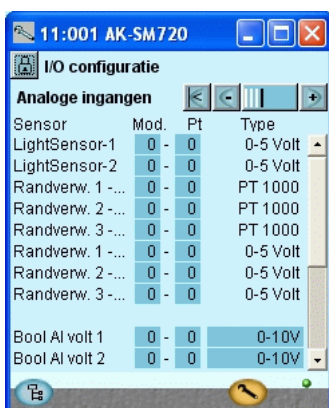 11:001 AK-SM720
I/O configuratie
Analoge ingangen
Sensor Mod. Pt Type
LightSensor-1 0 - 0 0-5 Volt
LightSensor-2 0 - 0 0-5 Volt
Randverw. 1 -... 0 - 0 PT 1000
Randverw. 2 -... 0 - 0 PT 1000
Randverw. 3 -... 0 - 0 PT 1000
Randverw. 1 -... 0 - 0 0-5 Volt
Randverw. 2 -... 0 - 0 0-5 Volt
Randverw. 3 -... 0 - 0 0-5 Volt
Bool AI volt 1 0 - 0 0-10V
Bool AI volt 2 0 - 0 0-10V